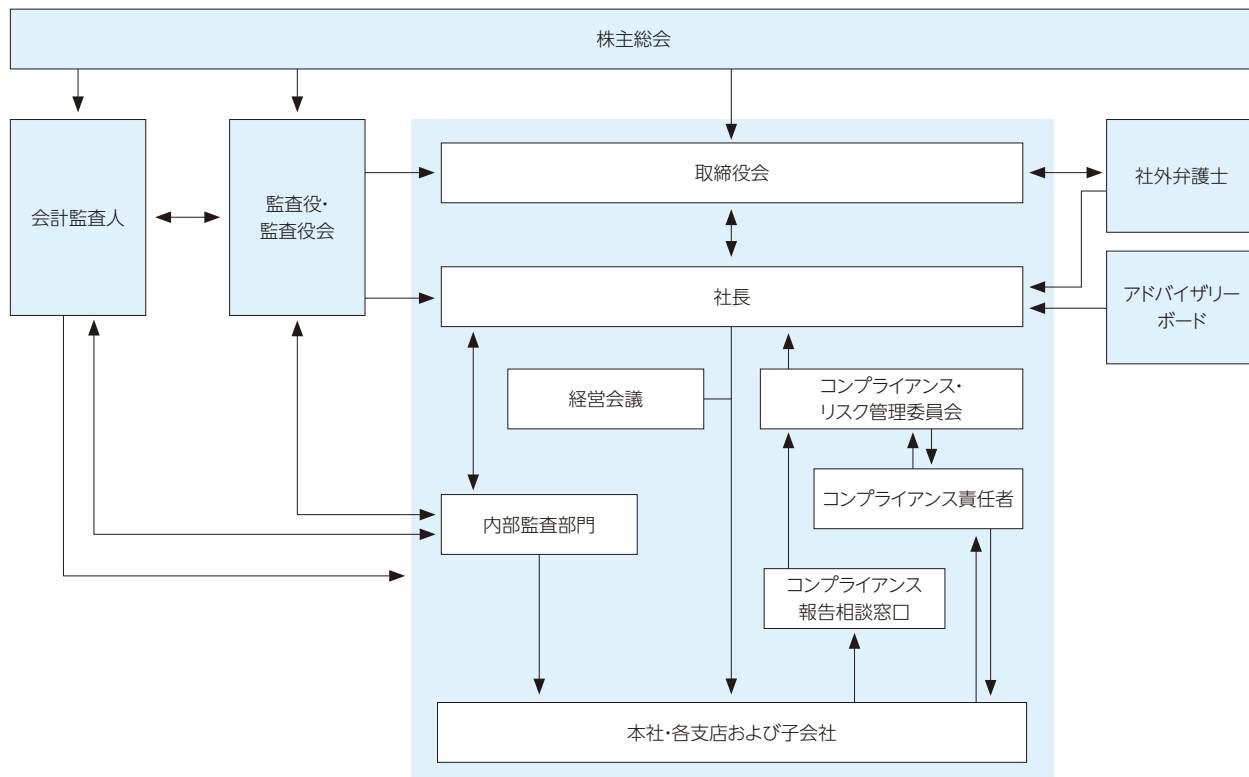 株主総会
会計監査人
監査役・
監査役会
取締役会
社外弁護士
社長
アドバイザリー
ボード
経営会議
コンプライアンス・
リスク管理委員会
コンプライアンス責任者
内部監査部門
コンプライアンス
報告相談窓口
本社・各支店および子会社